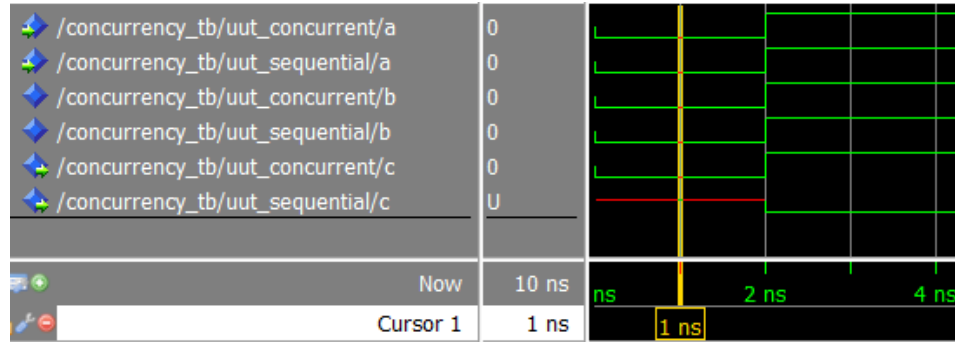 /concurrency_tb/uut_concurrent/a 0
/concurrency_tb/uut_sequential/a 0
/concurrency_tb/uut_concurrent/b 0
/concurrency_tb/uut_sequential/b 0
/concurrency_tb/uut_concurrent/c 0
/concurrency_tb/uut_sequential/c U
Now 10 ns ns 2 ns 4 ns
Cursor 1 1 ns 1 ns